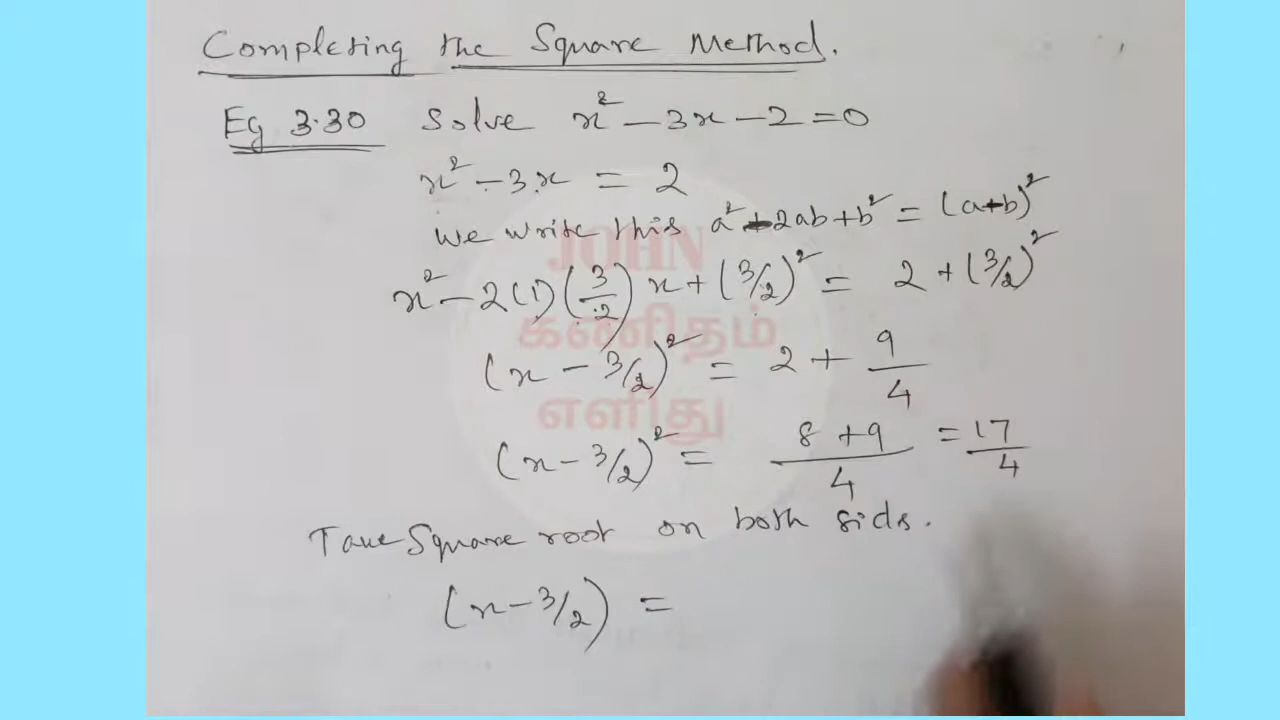 Completing the Square Method.
Eg 3.30 Solve x² - 3x - 2 = 0
x² - 3x = 2
we write this a² + 2ab + b² = (a+b)²
x² - 2(1)(3/2)x + (3/2)² = 2 + (3/2)²
(x - 3/2)² = 2 + 9/4
(x - 3/2)² = 8+9/4 = 17/4
Take Square root on both sids.
(x - 3/2) =
JOHN
கணிதம்
எளிது